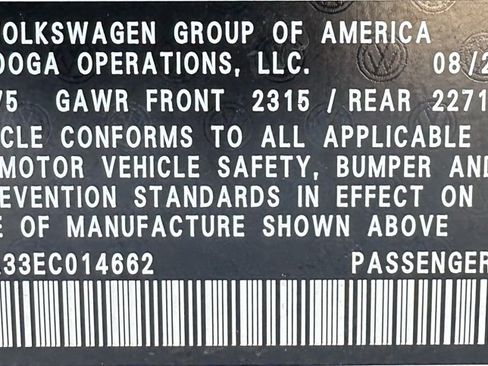 OLKSWAGEN GROUP OF AMERICA
OOGA OPERATIONS, LLC. 08/2
75 GAWR FRONT 2315 / REAR 2271
ICLE CONFORMS TO ALL APPLICABLE
MOTOR VEHICLE SAFETY, BUMPER AND
EVENTION STANDARDS IN EFFECT ON
E OF MANUFACTURE SHOWN ABOVE
33EC014662 PASSENGER